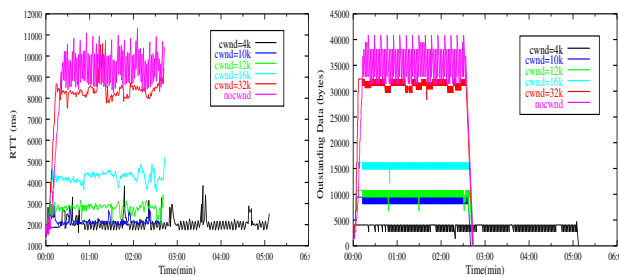 12000
11000
10000
9000
8000
7000
6000
5000
4000
3000
2000
1000
RTT (ms)
00:00
01:00
02:00
03:00
04:00
05:00
06:0
Time(min)
cwnd=4k
cwnd=10k
cwnd=12k
cwnd=16k
cwnd=32k
nocwnd
45000
40000
35000
30000
25000
20000
15000
10000
5000
0
Outstanding Data (bytes)
00:00
01:00
02:00
03:00
04:00
05:00
06:0
Time(min)
cwnd=4k
cwnd=10k
cwnd=12k
cwnd=16k
cwnd=32k
nocwnd